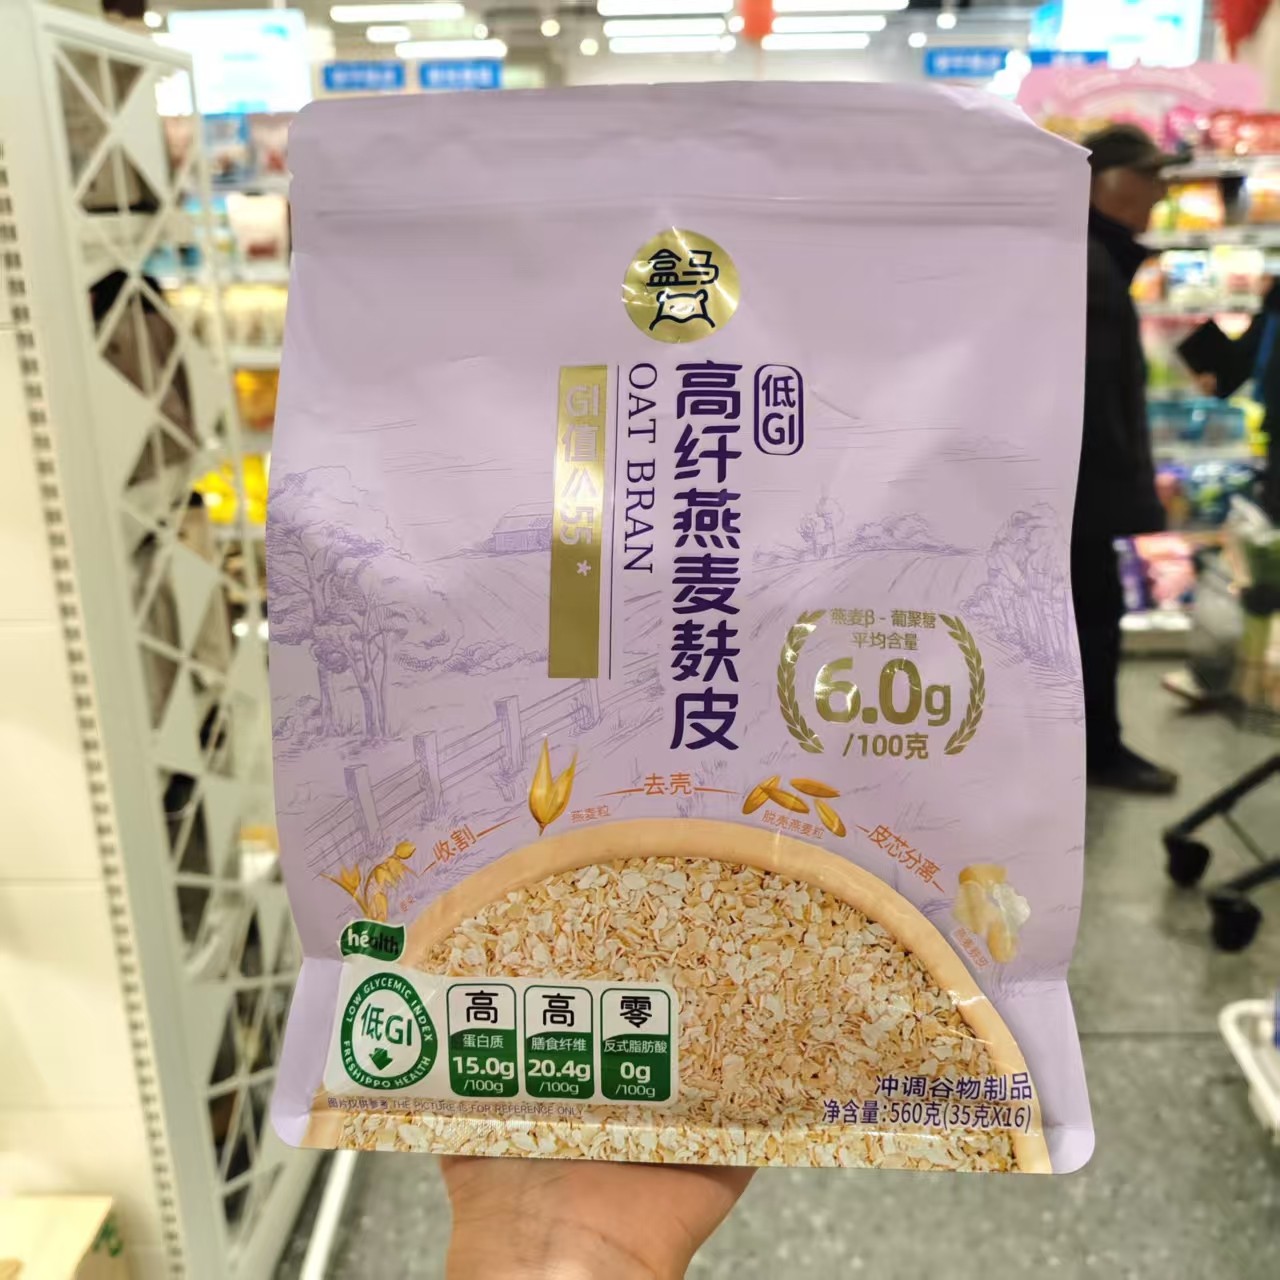 盒马
低GI
高纤燕麦麸皮
OAT BRAN
GI值≤55*
燕麦β-葡聚糖
平均含量
6.0g
/100克
收割
燕麦粒
去壳
脱壳燕麦粒
皮芯分离
燕麦麸皮
health
LOW GLYCEMIC INDEX
低GI
FRESHIPPO HEALTH
高
蛋白质
15.0g
/100g
高
膳食纤维
20.4g
/100g
零
反式脂肪酸
0g
/100g
图片仅供参考 THE PICTURE IS FOR REFERENCE ONLY
冲调谷物制品
净含量:560克(35克X16)